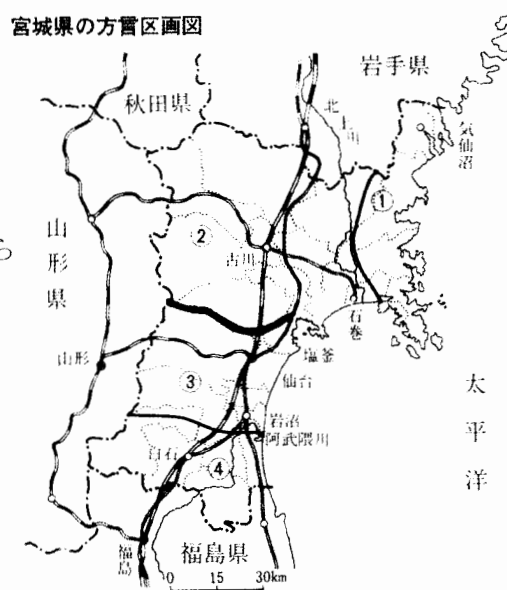 宮城県の方言区画図
岩手県
秋田県
北上川
気仙沼
①
②
山形県
ら
古川
石巻
塩釜
山形
仙台
③
太平洋
岩沼
阿武隈川
白石
④
福島
福島県
0 15 30km